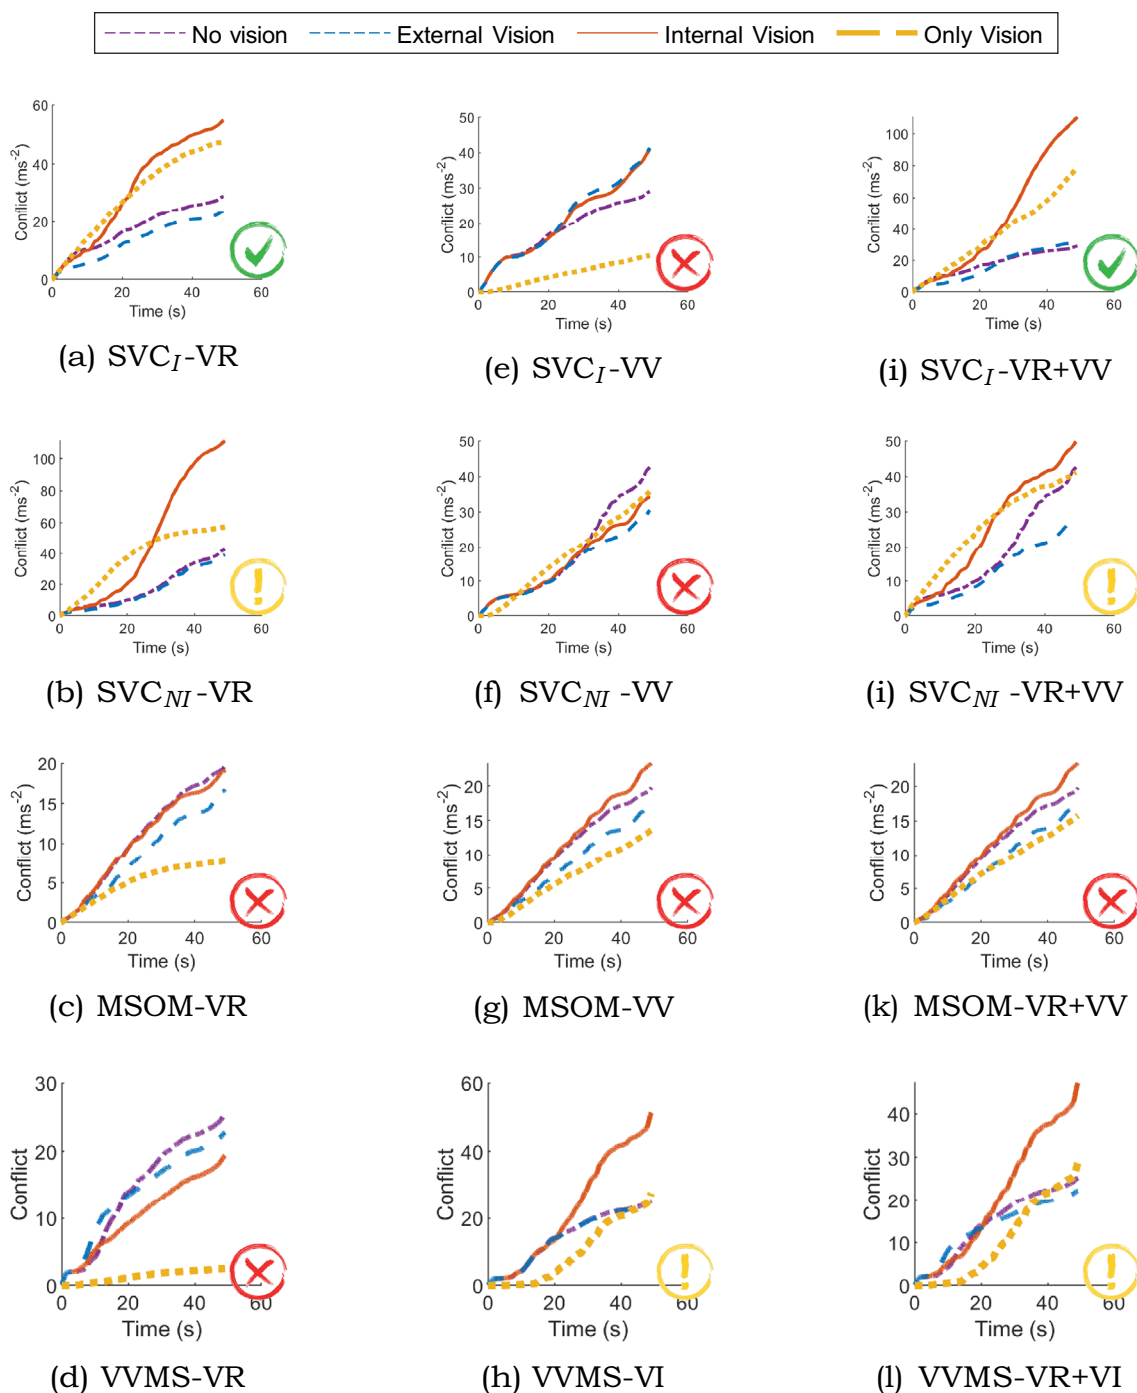 No vision External Vision Internal Vision Only Vision
60
40
20
0
Conflict (ms-2)
0 20 40 60
Time (s)
(a) SVCI-VR
50
40
30
20
10
0
Conflict (ms-2)
0 20 40 60
Time (s)
(e) SVCI-VV
100
80
60
40
20
0
Conflict (ms-2)
0 20 40 60
Time (s)
(i) SVCI-VR+VV
100
80
60
40
20
0
Conflict (ms-2)
0 20 40 60
Time (s)
(b) SVCNI-VR
50
40
30
20
10
0
Conflict (ms-2)
0 20 40 60
Time (s)
(f) SVCNI -VV
50
40
30
20
10
0
Conflict (ms-2)
0 20 40 60
Time (s)
(i) SVCNI -VR+VV
20
15
10
5
0
Conflict (ms-2)
0 20 40 60
Time (s)
(c) MSOM-VR
20
15
10
5
0
Conflict (ms-2)
0 20 40 60
Time (s)
(g) MSOM-VV
20
15
10
5
0
Conflict (ms-2)
0 20 40 60
Time (s)
(k) MSOM-VR+VV
30
20
10
0
Conflict
0 20 40 60
Time (s)
(d) VVMS-VR
60
40
20
0
Conflict
0 20 40 60
Time (s)
(h) VVMS-VI
40
30
20
10
0
Conflict
0 20 40 60
Time (s)
(l) VVMS-VR+VI